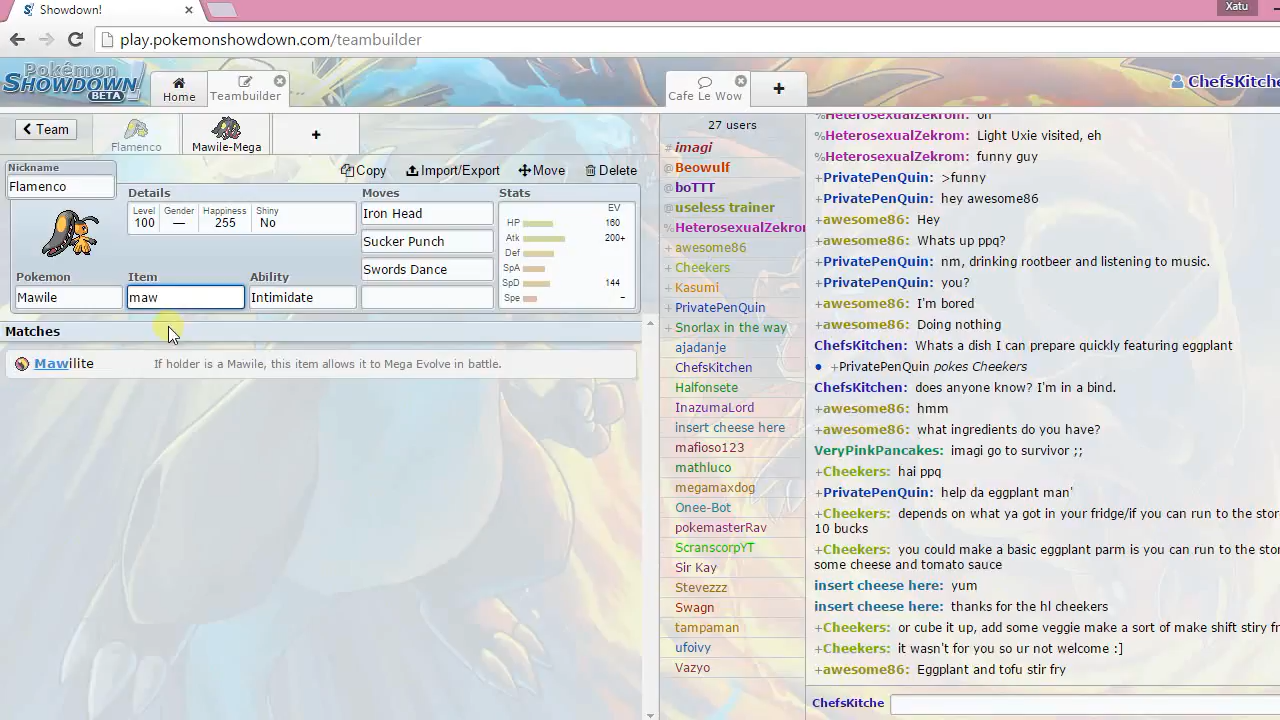 Showdown!
Xatu
play.pokemonshowdown.com/teambuilder
Pokémon
SHOWDOWN!
BETA
Home
Teambuilder
Cafe Le Wow
+
ChefsKitche
Team
Flamenco
Mawile-Mega
+
Nickname
Flamenco
Copy
Import/Export
Move
Delete
Details
Level
Gender
Happiness
Shiny
100
—
255
No
Pokemon
Mawile
Item
maw
Ability
Intimidate
Moves
Iron Head
Sucker Punch
Swords Dance
Stats
EV
HP 160
Atk 200+
Def
SpA
SpD 144
Spe –
Matches
Mawilite If holder is a Mawile, this item allows it to Mega Evolve in battle.
27 users
#imagi
@Beowulf
@boTTT
@useless trainer
%HeterosexualZekrom
+awesome86
+Cheekers
+Kasumi
+PrivatePenQuin
+Snorlax in the way
ajadanje
ChefsKitchen
Halfonsete
InazumaLord
insert cheese here
mafioso123
mathluco
megamaxdog
Onee-Bot
pokemasterRav
ScranscorpYT
Sir Kay
Stevezzz
Swagn
tampaman
ufoivy
Vazyo
%HeterosexualZekrom: oh
%HeterosexualZekrom: Light Uxie visited, eh
%HeterosexualZekrom: funny guy
+PrivatePenQuin: >funny
+PrivatePenQuin: hey awesome86
+awesome86: Hey
+awesome86: Whats up ppq?
+PrivatePenQuin: nm, drinking rootbeer and listening to music.
+PrivatePenQuin: you?
+awesome86: I'm bored
+awesome86: Doing nothing
ChefsKitchen: Whats a dish I can prepare quickly featuring eggplant
• +PrivatePenQuin pokes Cheekers
ChefsKitchen: does anyone know? I'm in a bind.
+awesome86: hmm
+awesome86: what ingredients do you have?
VeryPinkPancakes: imagi go to survivor ;;
+Cheekers: hai ppq
+PrivatePenQuin: help da eggplant man'
+Cheekers: depends on what ya got in your fridge/if you can run to the stor
10 bucks
+Cheekers: you could make a basic eggplant parm is you can run to the stor
some cheese and tomato sauce
insert cheese here: yum
insert cheese here: thanks for the hl cheekers
+Cheekers: or cube it up, add some veggie make a sort of make shift stiry fr
+Cheekers: it wasn't for you so ur not welcome :]
+awesome86: Eggplant and tofu stir fry
ChefsKitche